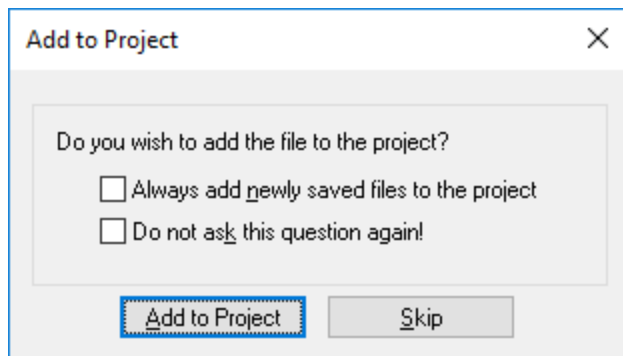 Add to Project
Do you wish to add the file to the project?
Always add newly saved files to the project
Do not ask this question again!
Add to Project
Skip